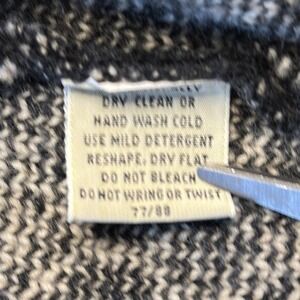 DRY CLEAN OR
HAND WASH COLD
USE MILD DETERGENT
RESHAPE, DRY FLAT
DO NOT BLEACH
DO NOT WRING OR TWIST
77/88